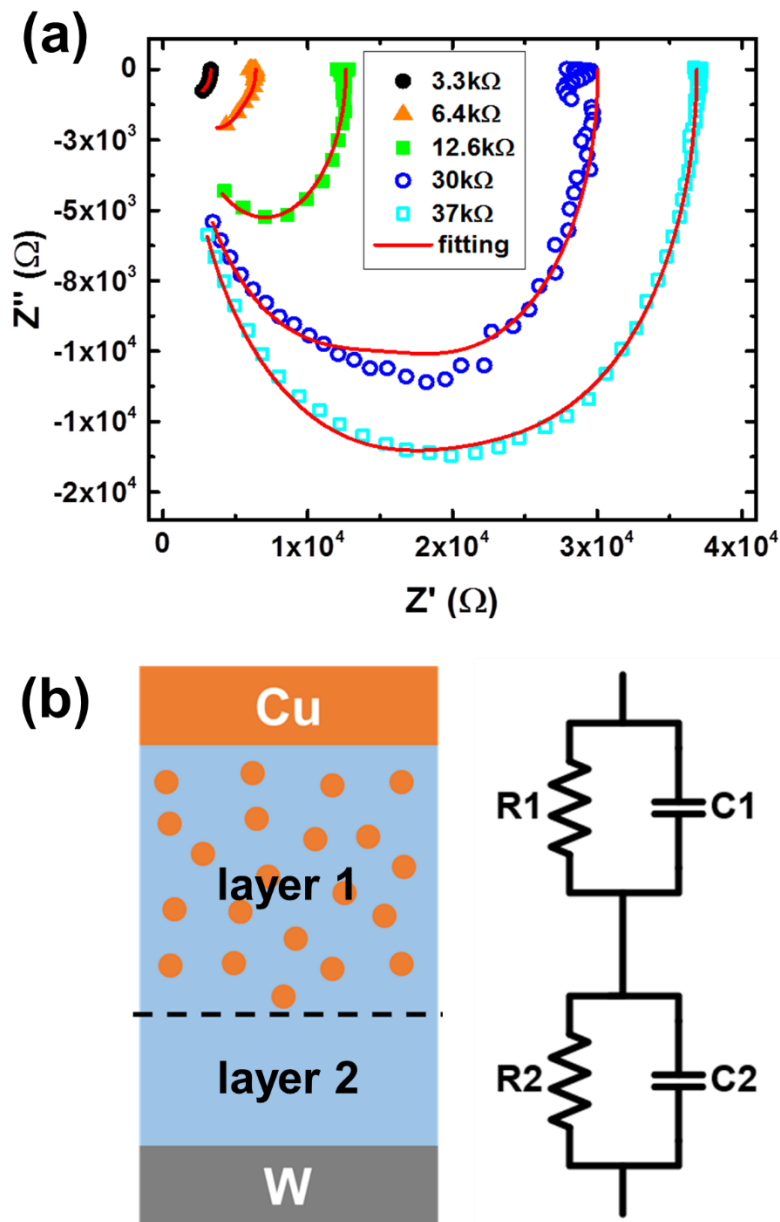 (a)
0
-3x10³
-5x10³
-8x10³
-1x10⁴
-1x10⁴
-2x10⁴
Z'' (Ω)
3.3kΩ
6.4kΩ
12.6kΩ
30kΩ
37kΩ
fitting
0
1x10⁴
2x10⁴
3x10⁴
4x10⁴
Z' (Ω)
(b)
Cu
layer 1
layer 2
W
R1
C1
R2
C2